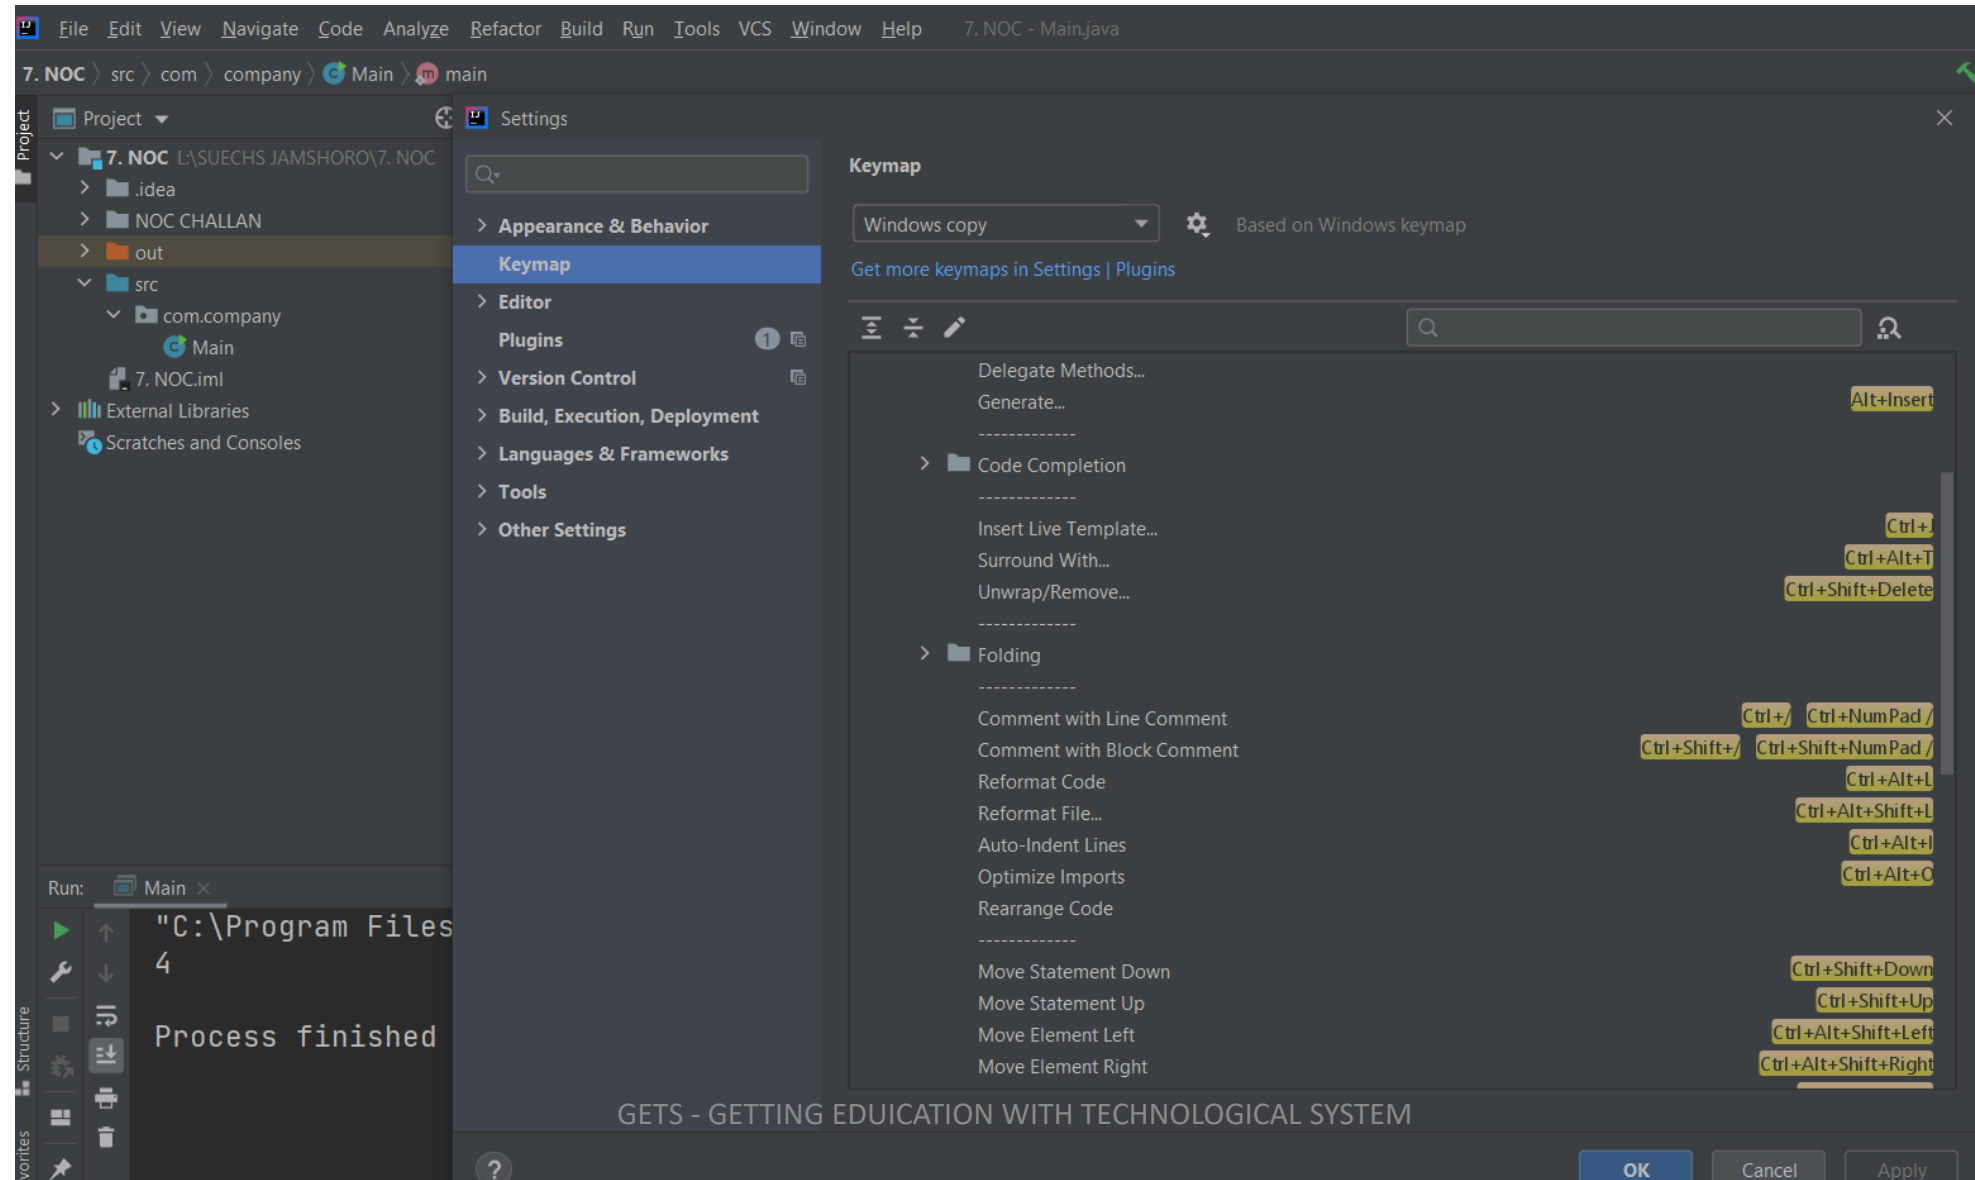 File Edit View Navigate Code Analyze Refactor Build Run Tools VCS Window Help 7. NOC - Main.java
7. NOC src com company Main main
Project
Project
7. NOC L:\SUECHS JAMSHORO\7. NOC
.idea
NOC CHALLAN
out
src
com.company
Main
7. NOC.iml
External Libraries
Scratches and Consoles
Settings
Appearance & Behavior
Keymap
Editor
Plugins 1
Version Control
Build, Execution, Deployment
Languages & Frameworks
Tools
Other Settings
Keymap
Windows copy Based on Windows keymap
Get more keymaps in Settings | Plugins
Delegate Methods...
Generate... Alt+Insert
-------------
Code Completion
-------------
Insert Live Template... Ctrl+J
Surround With... Ctrl+Alt+T
Unwrap/Remove... Ctrl+Shift+Delete
-------------
Folding
-------------
Comment with Line Comment Ctrl+/ Ctrl+NumPad /
Comment with Block Comment Ctrl+Shift+/ Ctrl+Shift+NumPad /
Reformat Code Ctrl+Alt+L
Reformat File... Ctrl+Alt+Shift+L
Auto-Indent Lines Ctrl+Alt+I
Optimize Imports Ctrl+Alt+O
Rearrange Code
-------------
Move Statement Down Ctrl+Shift+Down
Move Statement Up Ctrl+Shift+Up
Move Element Left Ctrl+Alt+Shift+Left
Move Element Right Ctrl+Alt+Shift+Right
Run: Main
"C:\Program Files
4
Process finished
Structure
vorites
GETS - GETTING EDUICATION WITH TECHNOLOGICAL SYSTEM
? OK Cancel Apply